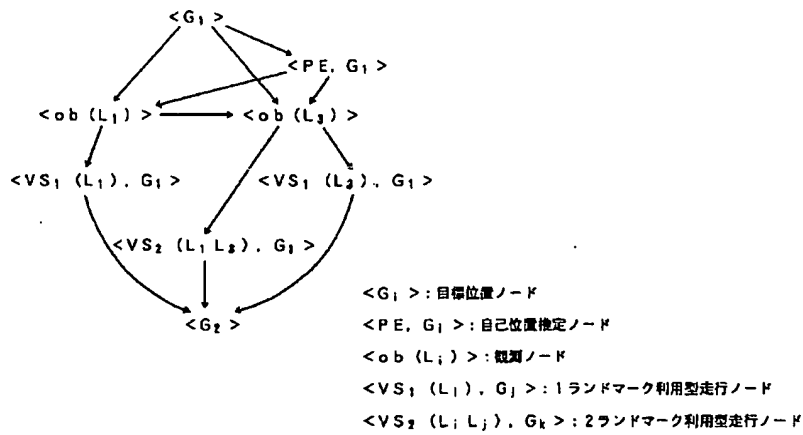 <G₁>
<PE, G₁>
<ob (L₁)> <ob (L₃)>
<VS₁ (L₁), G₁> <VS₁ (L₃), G₁>
<VS₂ (L₁ L₃), G₁>
<G₂>
<Gᵢ>：目標位置ノード
<PE, Gⱼ>：自己位置推定ノード
<ob (Lᵢ)>：観測ノード
<VS₁ (Lᵢ), Gⱼ>：1ランドマーク利用型走行ノード
<VS₂ (Lᵢ Lⱼ), Gₖ>：2ランドマーク利用型走行ノード